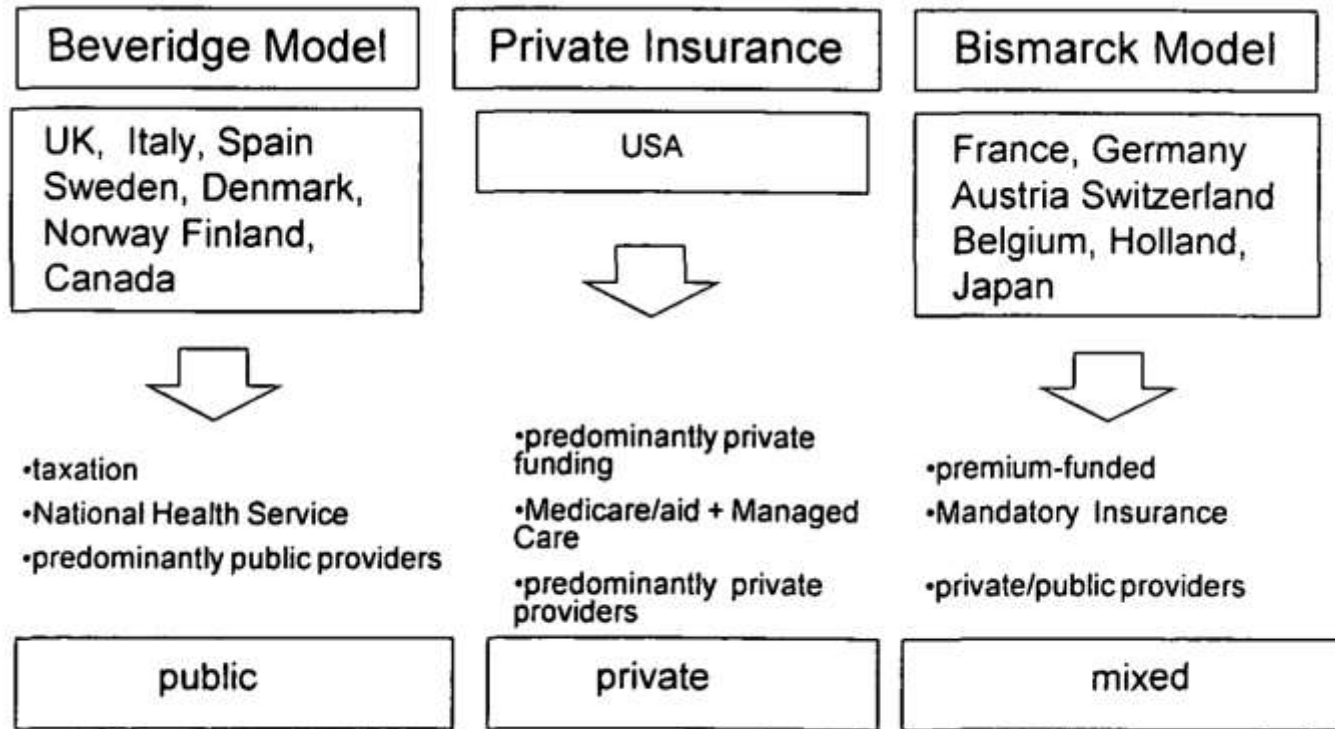 Beveridge Model
UK, Italy, Spain
Sweden, Denmark,
Norway Finland,
Canada
•taxation
•National Health Service
•predominantly public providers
public
Private Insurance
USA
•predominantly private
funding
•Medicare/aid + Managed
Care
•predominantly private
providers
private
Bismarck Model
France, Germany
Austria Switzerland
Belgium, Holland,
Japan
•premium-funded
•Mandatory Insurance
•private/public providers
mixed